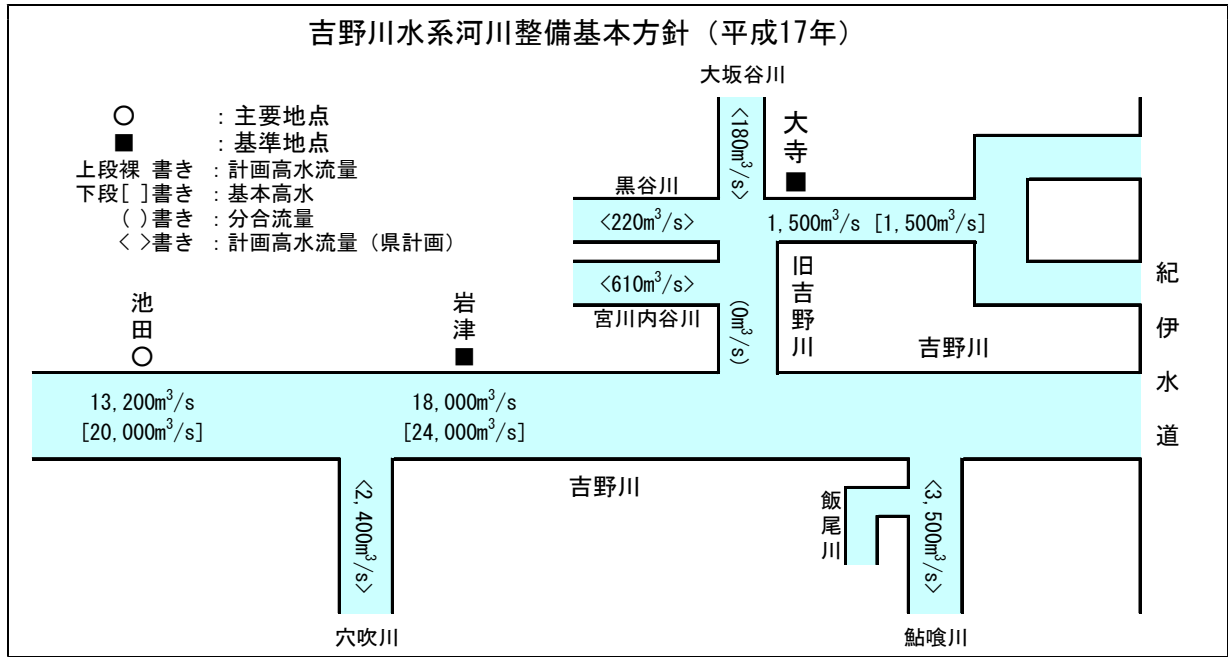 吉野川水系河川整備基本方針（平成17年）
○ ：主要地点
■ ：基準地点
上段裸 書き ：計画高水流量
下段[ ]書き ：基本高水
( )書き ：分合流量
< >書き ：計画高水流量（県計画）
大坂谷川
<180m³/s>
大寺
■
黒谷川
<220m³/s>
1,500m³/s [1,500m³/s]
<610m³/s>
宮川内谷川
(0m³/s)
旧吉野川
吉野川
紀伊水道
池田
○
岩津
■
13,200m³/s
[20,000m³/s]
18,000m³/s
[24,000m³/s]
吉野川
<2,400m³/s>
穴吹川
飯尾川
<3,500m³/s>
鮎喰川